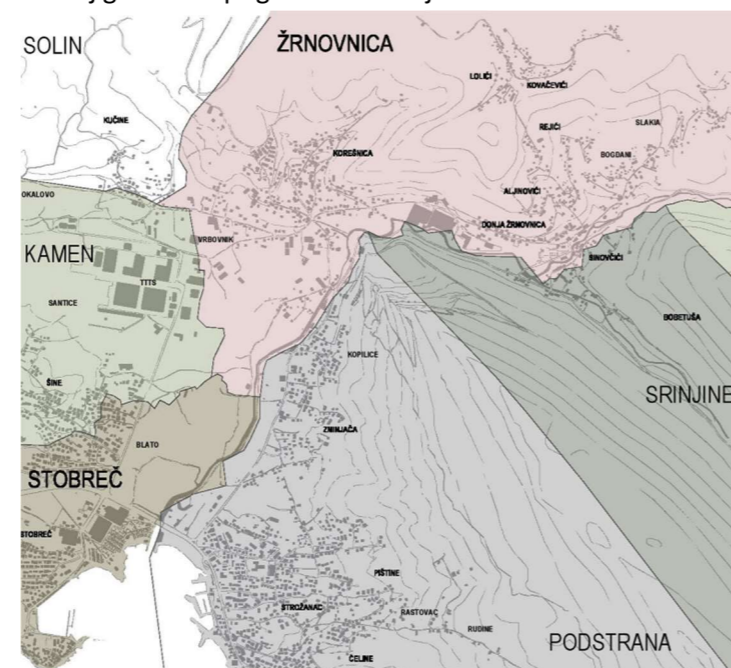 SOLIN
ŽRNOVNICA
LOLIĆI
KOVAČEVIĆI
KUČINE
REJIĆI
SLAKIA
KOREŠNICA
BOGDANI
OKALOVO
ALJINOVIĆI
DONJA ŽRNOVNICA
VRBOVNIK
KAMEN
SINOVČIĆI
TTTS
SANTICE
BOBETUŠA
KOPILICE
ŠINE
SRINJINE
ZMINJAČA
BLATO
STOBREČ
STOBREČ
PIŠTINE
STROŽANAC
RASTOVAC
RUDINE
PODSTRANA
ČELINE